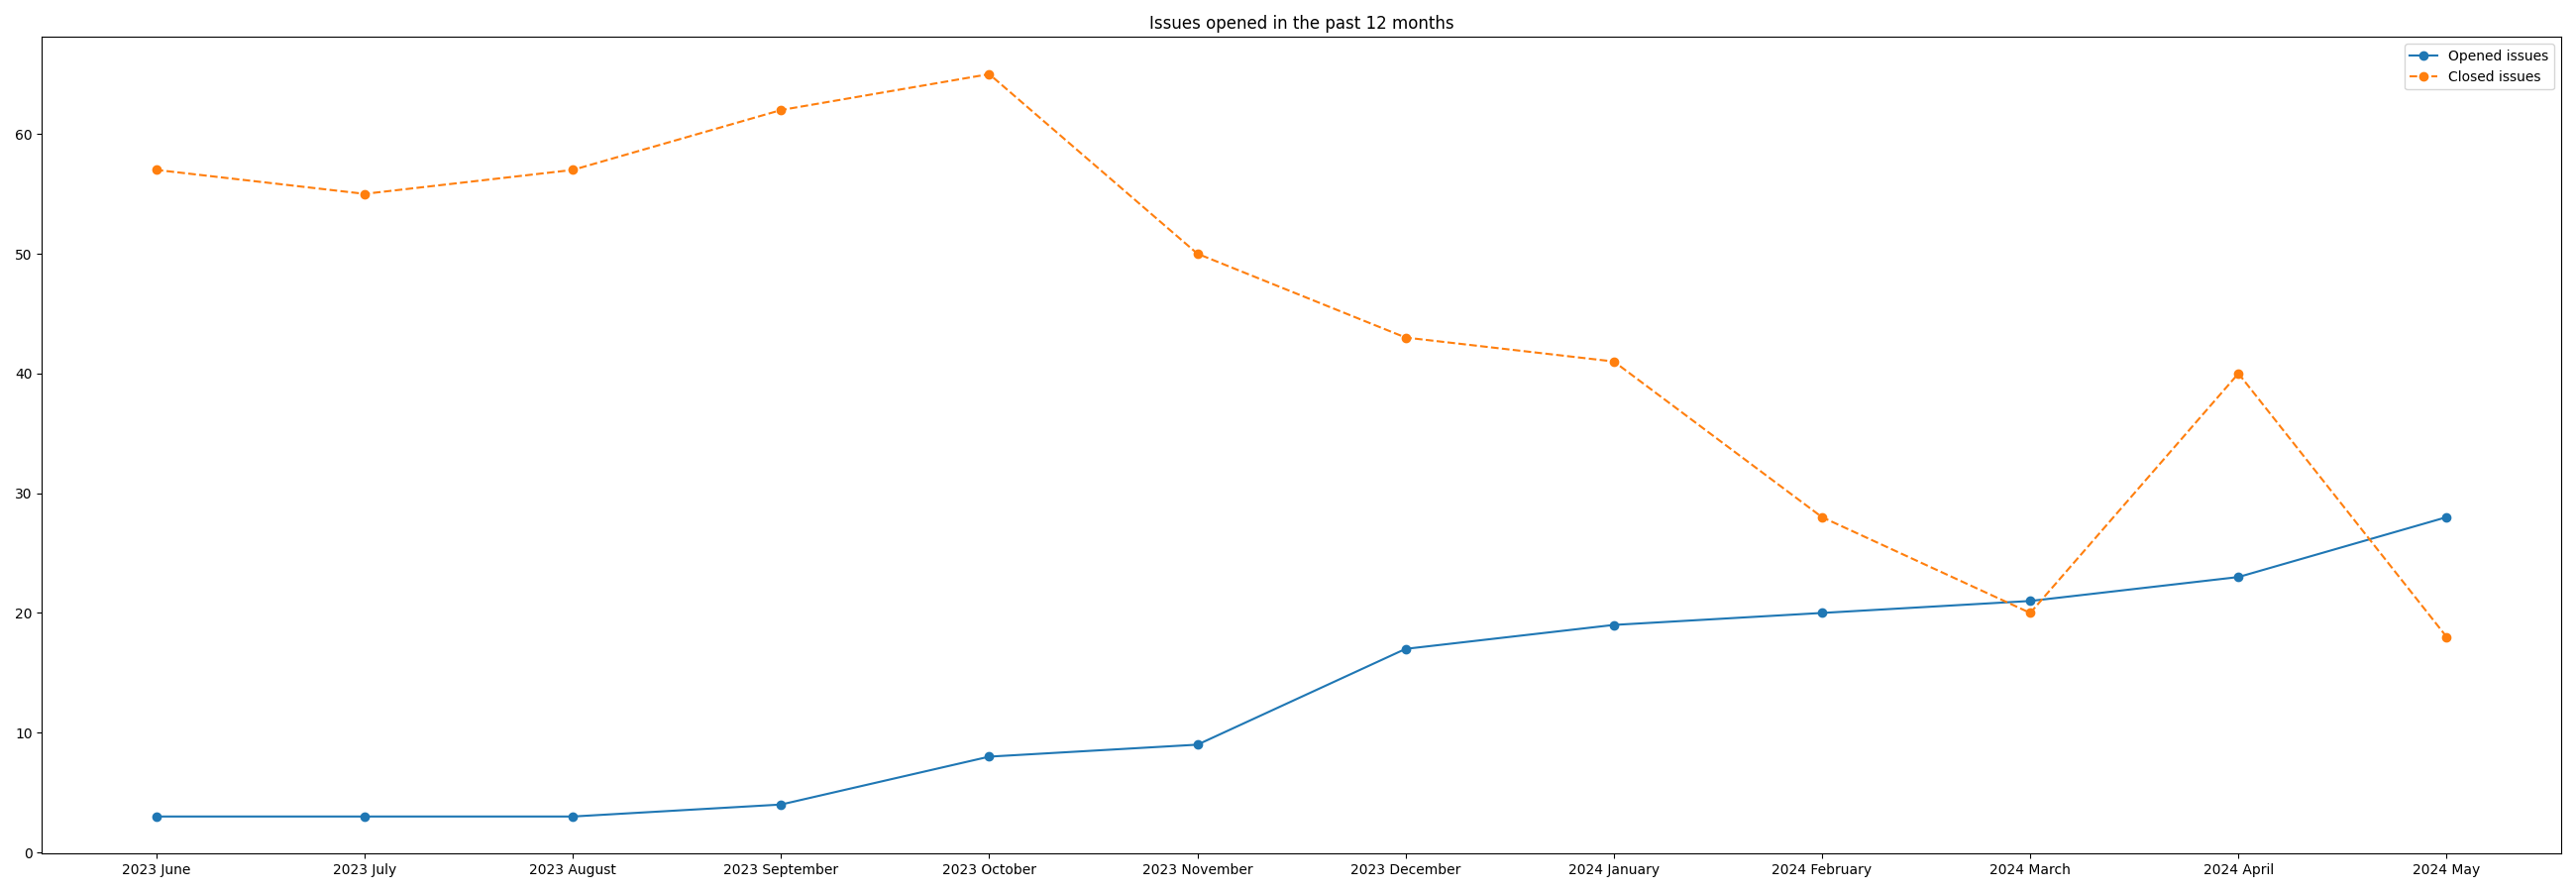 Issues opened in the past 12 months
Opened issues
Closed issues
60
50
40
30
20
10
0
2023 June 2023 July 2023 August 2023 September 2023 October 2023 November 2023 December 2024 January 2024 February 2024 March 2024 April 2024 May